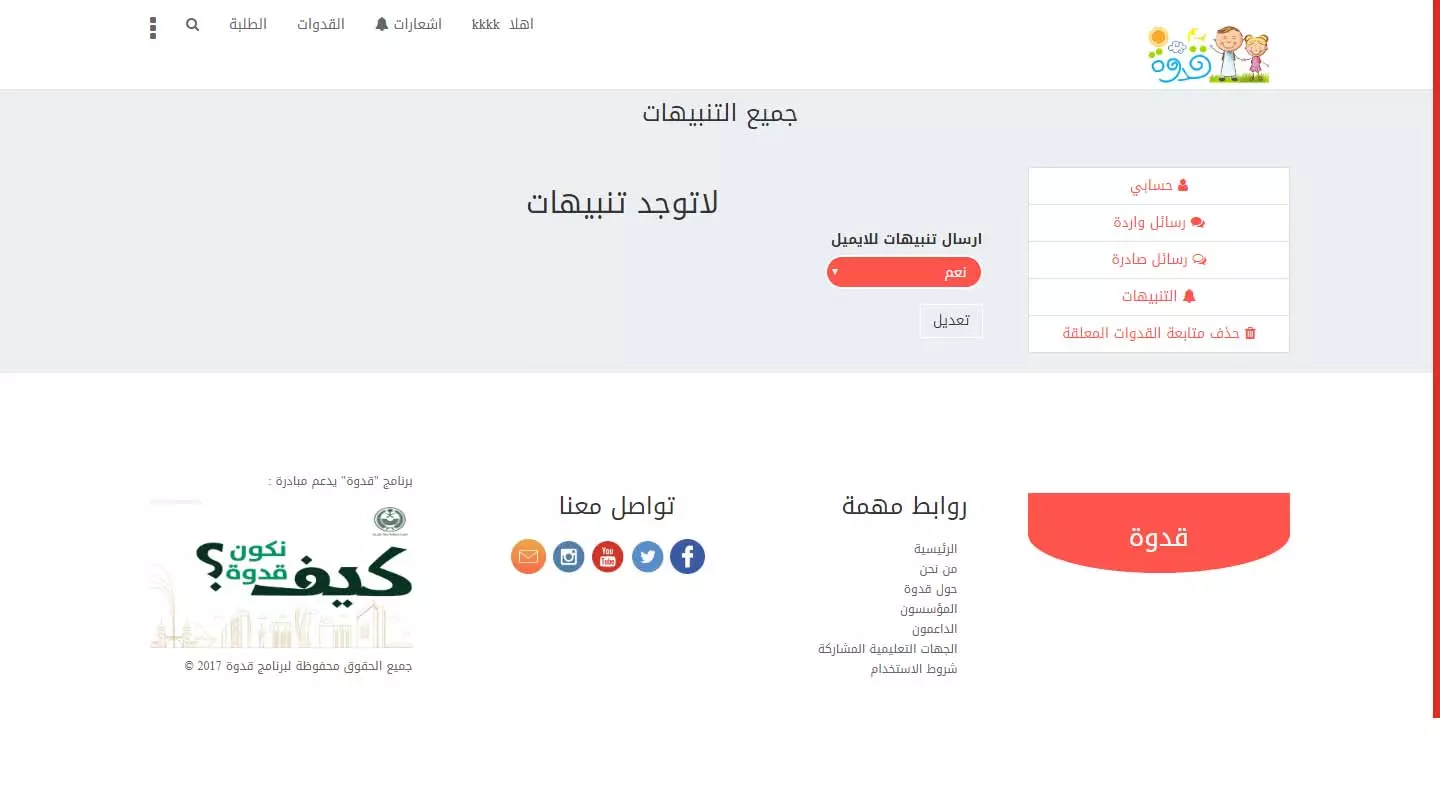 اهلا kkkk
اشعارات
القدوات
الطلبة
قدوة
جميع التنبيهات
حسابي
رسائل واردة
رسائل صادرة
التنبيهات
حذف متابعة القدوات المعلقة
لاتوجد تنبيهات
ارسال تنبيهات للايميل
نعم
تعديل
قدوة
روابط مهمة
الرئيسية
من نحن
حول قدوة
المؤسسون
الداعمون
الجهات التعليمية المشاركة
شروط الاستخدام
تواصل معنا
You
Tube
برنامج "قدوة" يدعم مبادرة :
كيف نكون قدوة؟
جميع الحقوق محفوظة لبرنامج قدوة 2017 ©